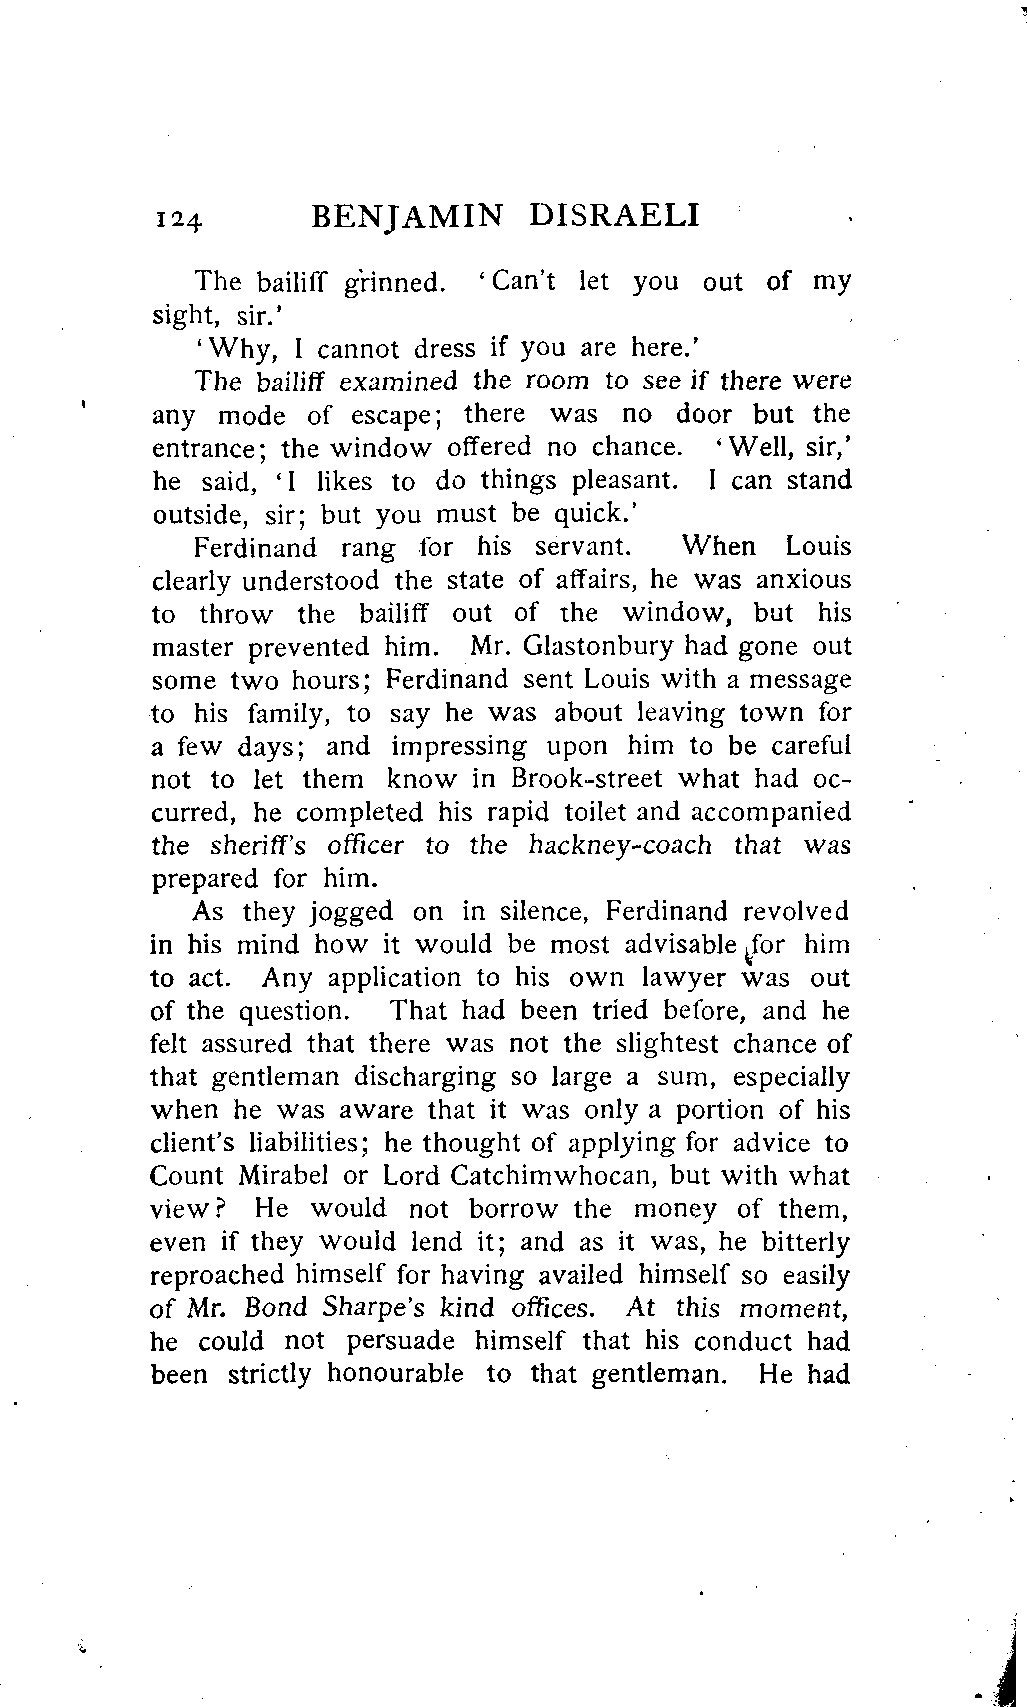 124 BENJAMIN DISRAELI
The bailiff grinned. ‘Can't let you out of my
sight, sir.’
‘Why, I cannot dress if you are here.’
The bailiff examined the room to see if there were
any mode of escape; there was no door but the
entrance; the window offered no chance. ‘Well, sir,’
he said, ‘I likes to do things pleasant. I can stand
outside, sir; but you must be quick.’
Ferdinand rang for his servant. When Louis
clearly understood the state of affairs, he was anxious
to throw the bailiff out of the window, but his
master prevented him. Mr. Glastonbury had gone out
some two hours; Ferdinand sent Louis with a message
to his family, to say he was about leaving town for
a few days; and impressing upon him to be careful
not to let them know in Brook-street what had oc-
curred, he completed his rapid toilet and accompanied
the sheriff's officer to the hackney-coach that was
prepared for him.
As they jogged on in silence, Ferdinand revolved
in his mind how it would be most advisable for him
to act. Any application to his own lawyer was out
of the question. That had been tried before, and he
felt assured that there was not the slightest chance of
that gentleman discharging so large a sum, especially
when he was aware that it was only a portion of his
client's liabilities; he thought of applying for advice to
Count Mirabel or Lord Catchimwhocan, but with what
view? He would not borrow the money of them,
even if they would lend it; and as it was, he bitterly
reproached himself for having availed himself so easily
of Mr. Bond Sharpe's kind offices. At this moment,
he could not persuade himself that his conduct had
been strictly honourable to that gentleman. He had